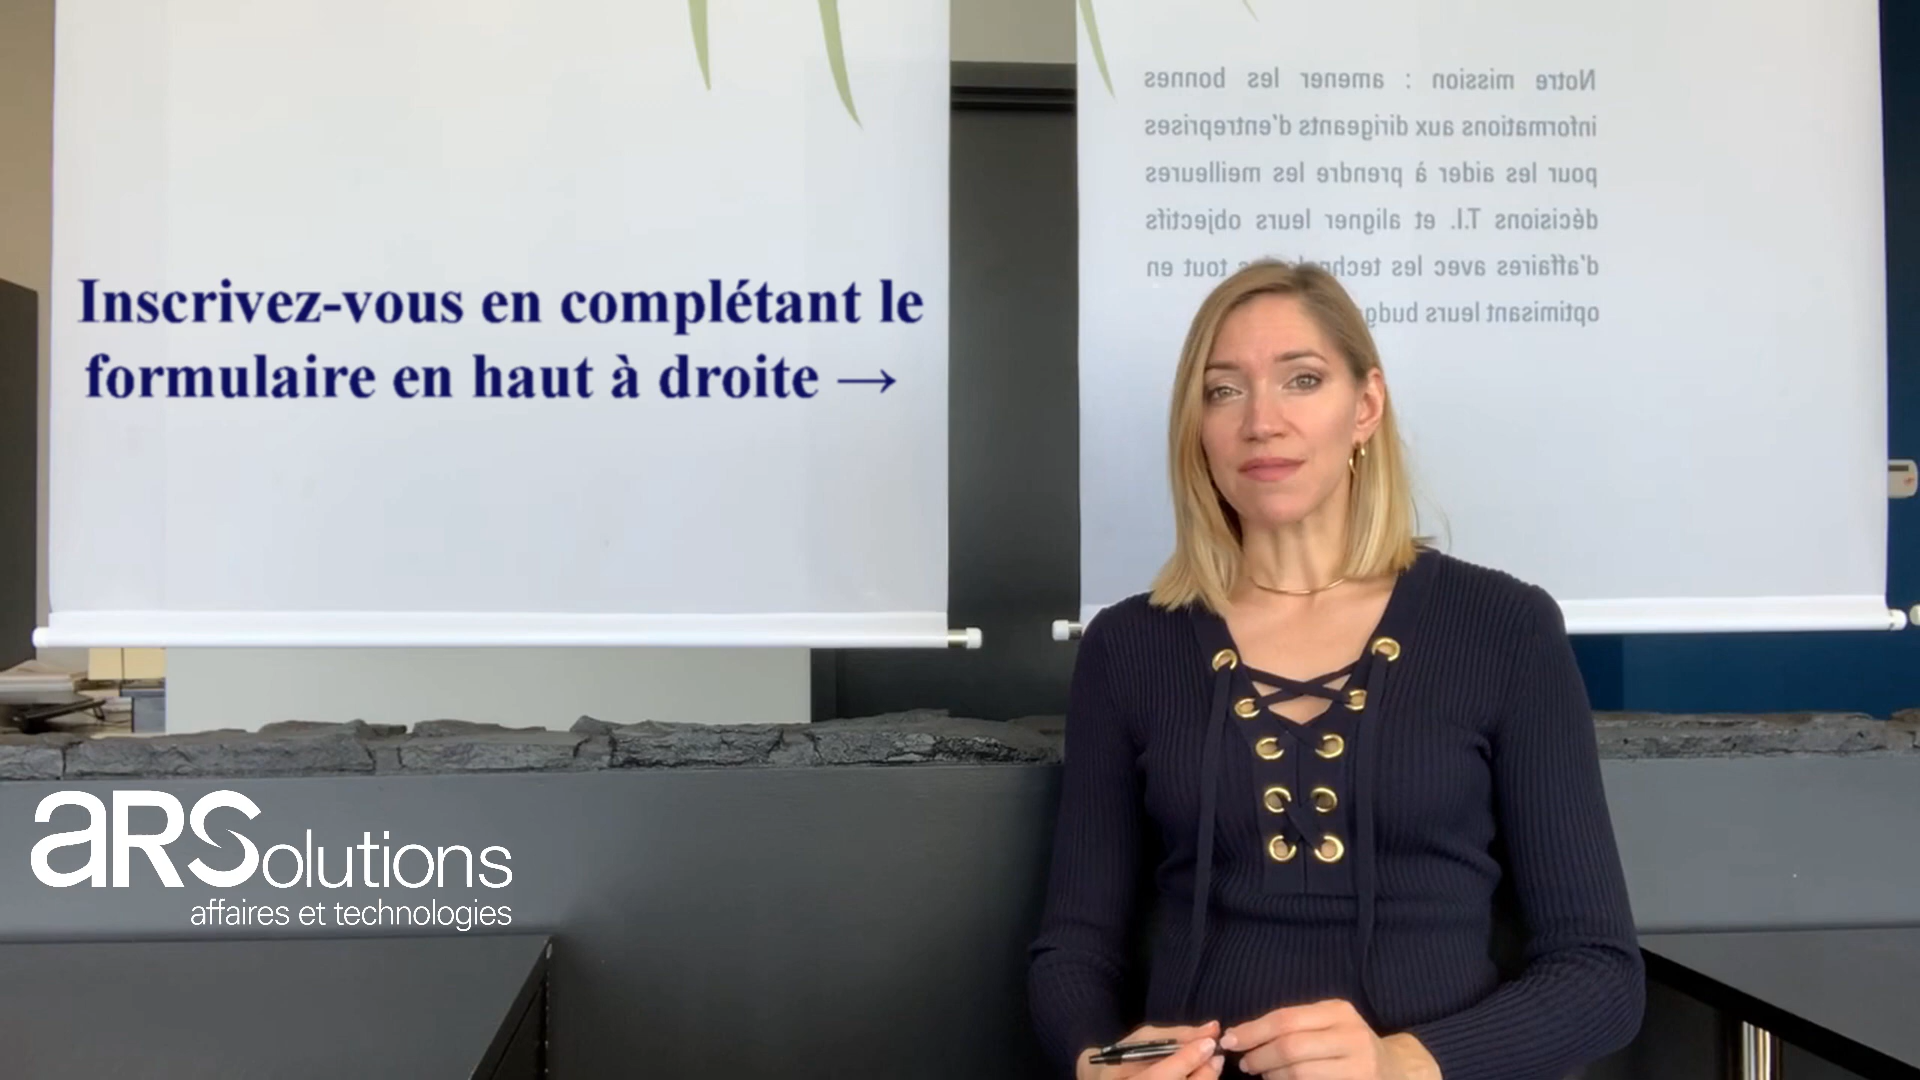 Inscrivez-vous en complétant le
formulaire en haut à droite →
Notre mission : amener les bonnes
informations aux dirigeants d'entreprises
pour les aider à prendre les meilleures
décisions T.I. et aligner leurs objectifs
d'affaires avec les tout en
optimisant leurs
aRSolutions
affaires et technologies